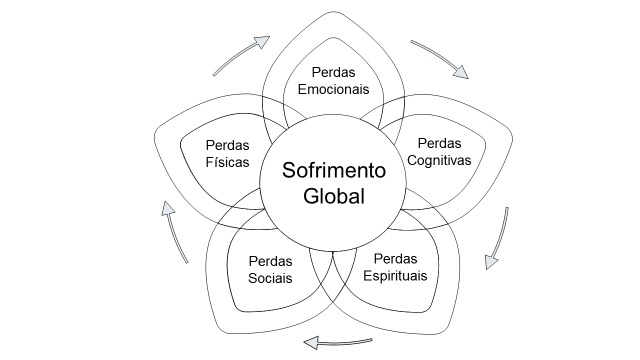 Perdas
Emocionais
Perdas
Físicas
Perdas
Cognitivas
Sofrimento
Global
Perdas
Sociais
Perdas
Espirituais